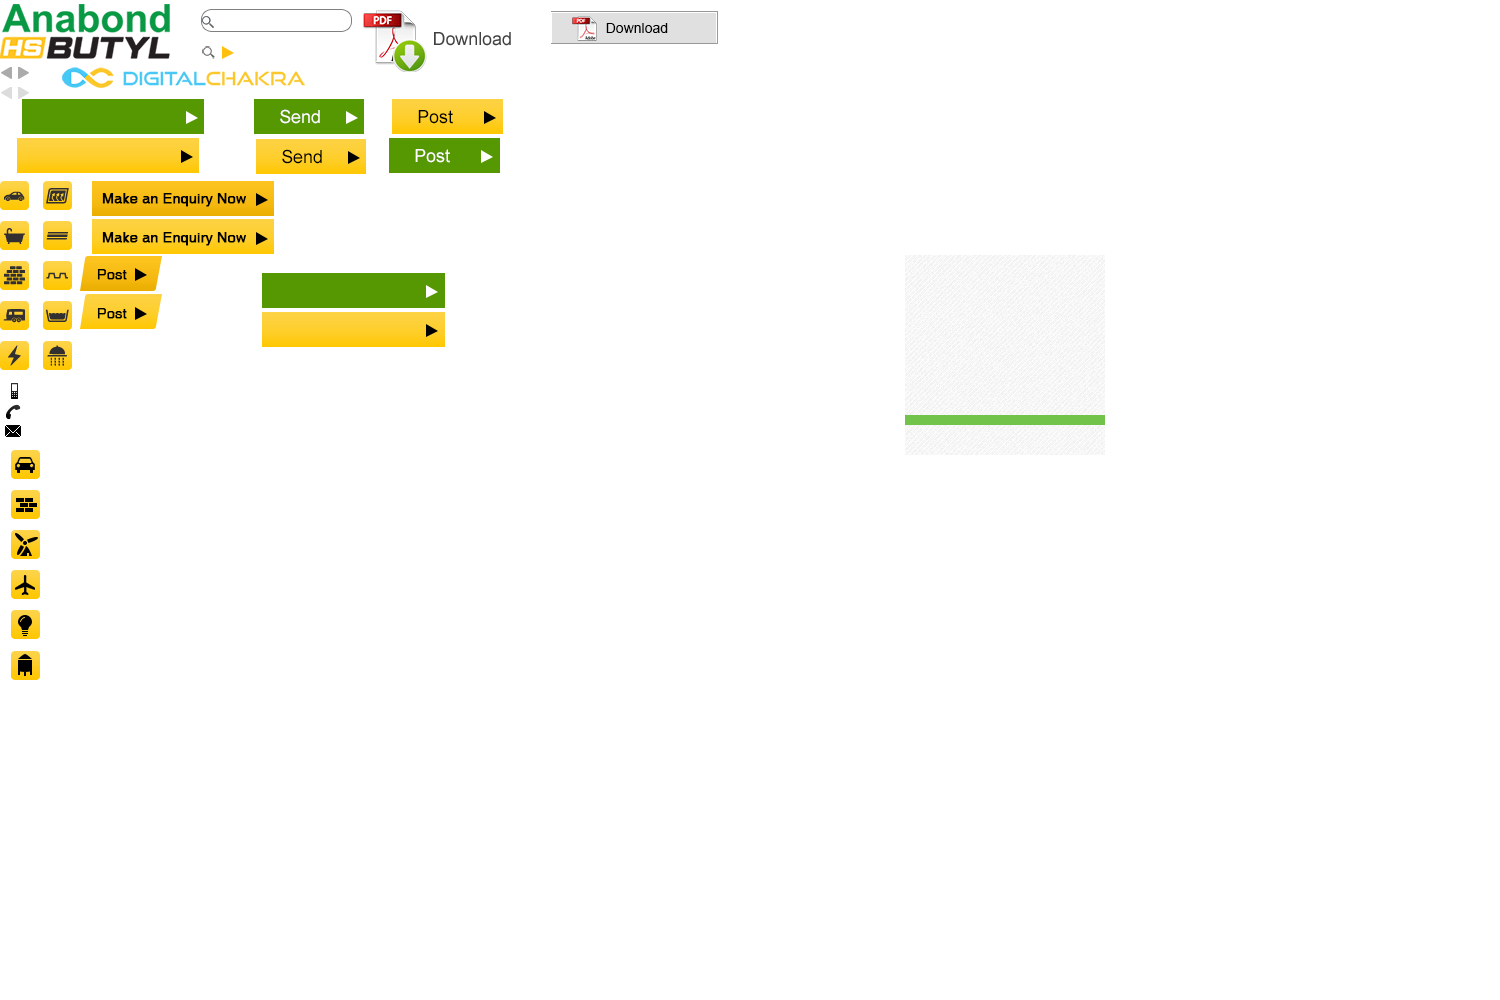 Anabond
HS BUTYL
PDF
Download
PDF
Download
DIGITALCHAKRA
Send
Post
Send
Post
Make an Enquiry Now
Make an Enquiry Now
Post
Post